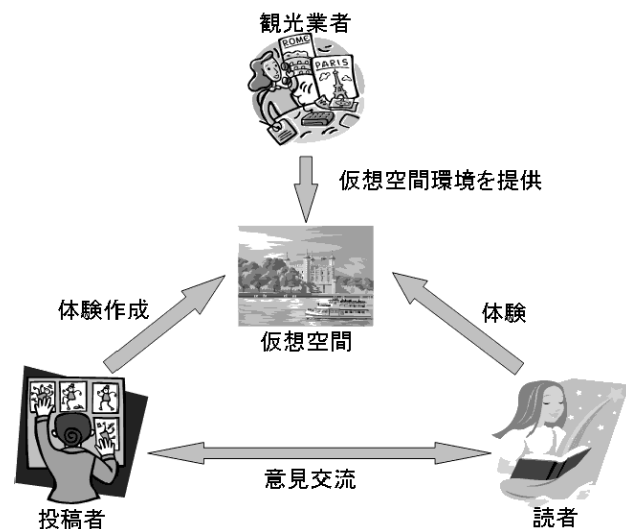 観光業者
ROME
PARIS
仮想空間環境を提供
体験作成
体験
仮想空間
意見交流
投稿者
読者